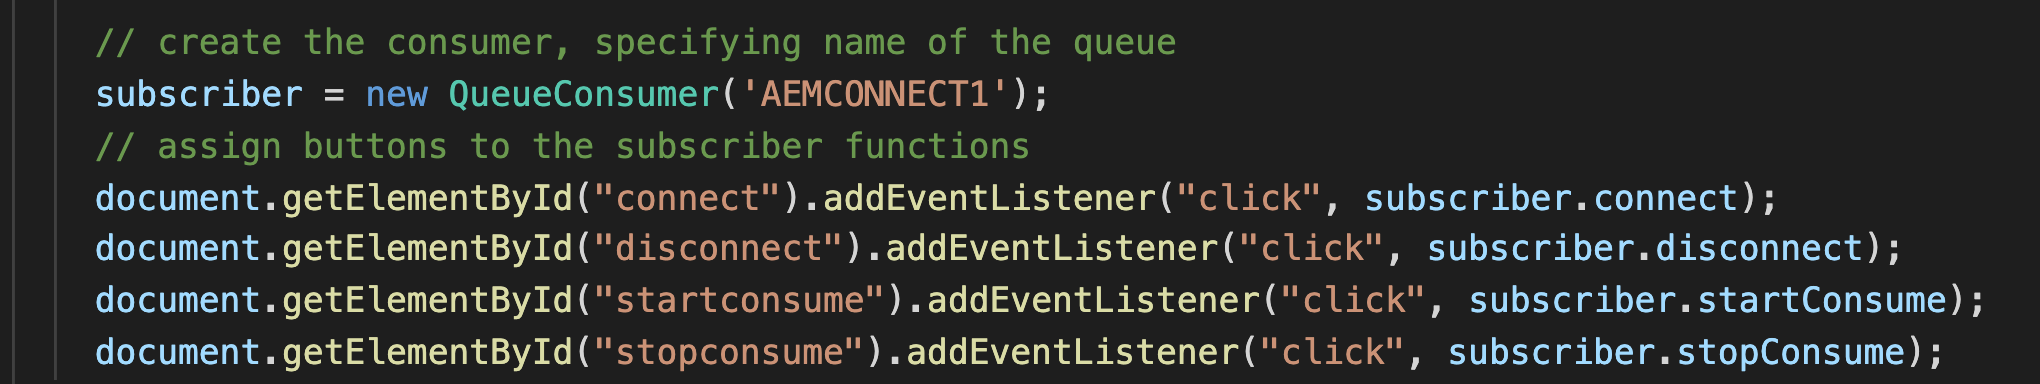 // create the consumer, specifying name of the queue
subscriber = new QueueConsumer('AEMCONNECT1');
// assign buttons to the subscriber functions
document.getElementById("connect").addEventListener("click", subscriber.connect);
document.getElementById("disconnect").addEventListener("click", subscriber.disconnect);
document.getElementById("startconsume").addEventListener("click", subscriber.startConsume);
document.getElementById("stopconsume").addEventListener("click", subscriber.stopConsume);